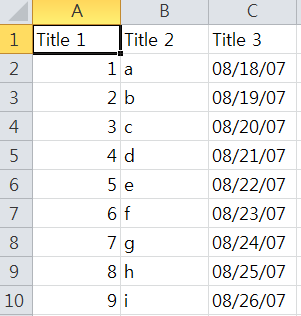 A B C
1 Title 1 Title 2 Title 3
2 1 a 08/18/07
3 2 b 08/19/07
4 3 c 08/20/07
5 4 d 08/21/07
6 5 e 08/22/07
7 6 f 08/23/07
8 7 g 08/24/07
9 8 h 08/25/07
10 9 i 08/26/07